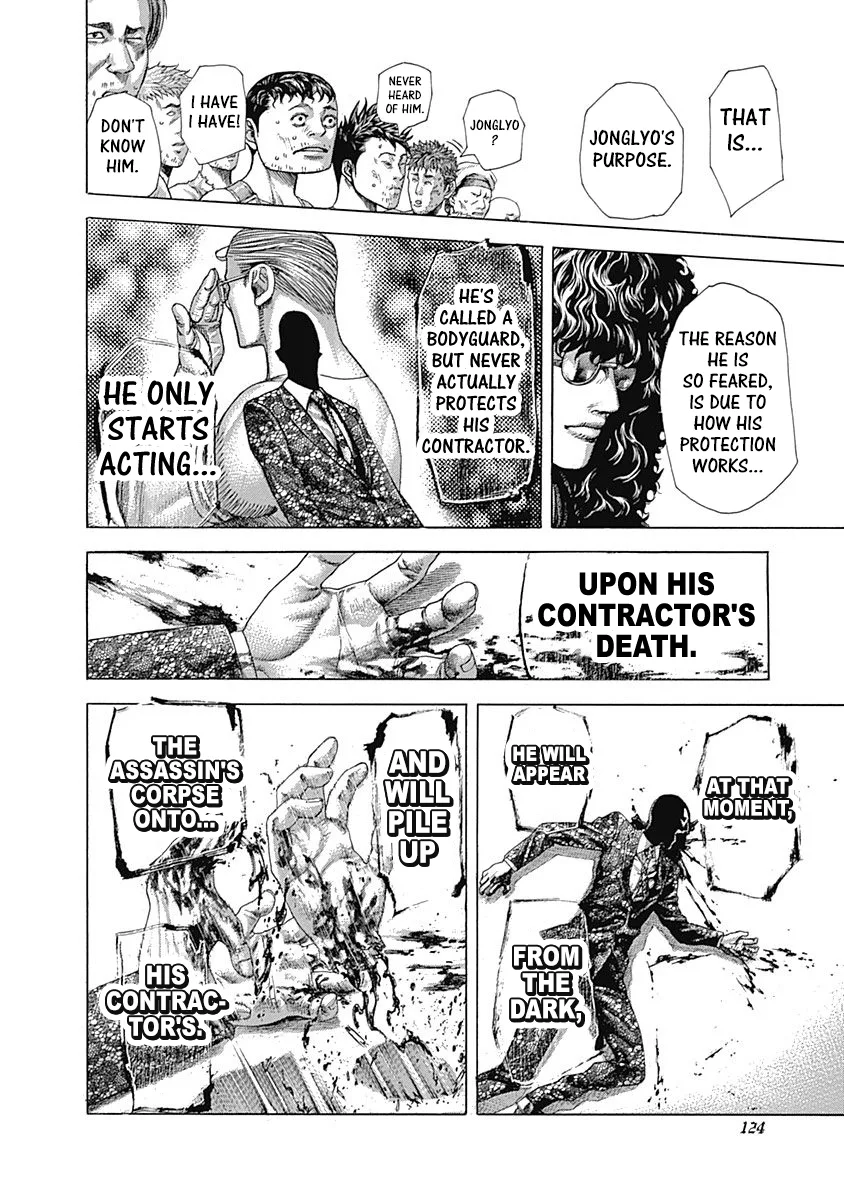 THAT
IS...
JONGLYO'S
PURPOSE.
JONGLYO
?
NEVER
HEARD
OF HIM.
I HAVE
I HAVE!
DON'T
KNOW
HIM.
THE REASON
HE IS
SO FEARED,
IS DUE TO
HOW HIS
PROTECTION
WORKS...
HE'S
CALLED A
BODYGUARD,
BUT NEVER
ACTUALLY
PROTECTS
HIS
CONTRACTOR.
HE ONLY
STARTS
ACTING...
UPON HIS
CONTRACTOR'S
DEATH.
AT THAT
MOMENT,
HE WILL
APPEAR
FROM
THE
DARK,
AND
WILL
PILE
UP
THE
ASSASSIN'S
CORPSE
ONTO...
HIS
CONTRAC-
TOR'S.
124